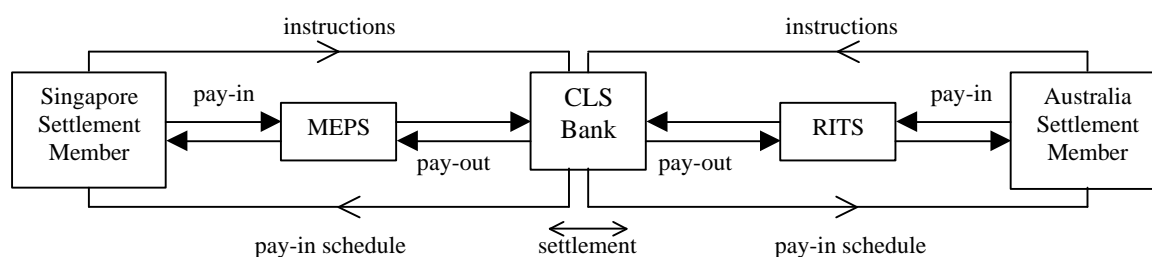 instructions
instructions
Singapore
Settlement
Member
pay-in
MEPS
pay-out
CLS
Bank
pay-out
RITS
pay-in
Australia
Settlement
Member
pay-in schedule
settlement
pay-in schedule